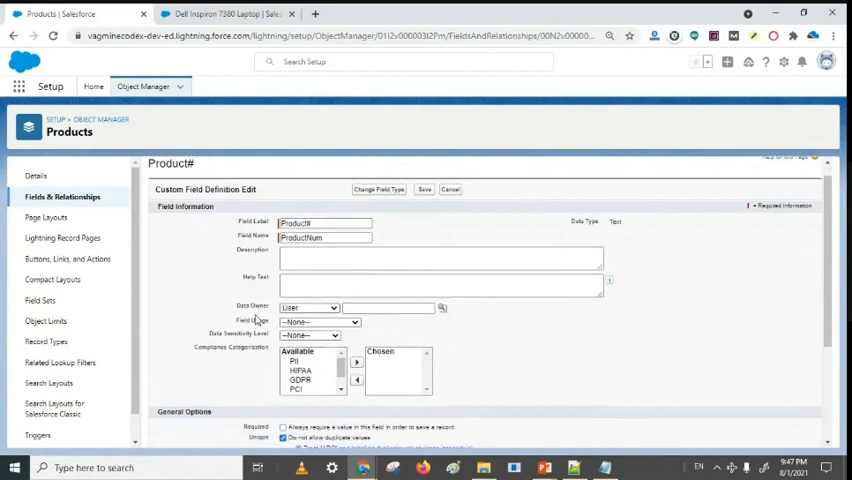 Products | Salesforce
Dell Inspiron 7380 Laptop | Sales
vagminecodex-dev-ed.lightning.force.com/lightning/setup/ObjectManager/01I2v000003I2Pm/FieldsAndRelationships/00N2v00000
Search Setup
Setup
Home
Object Manager
SETUP > OBJECT MANAGER
Products
Details
Fields & Relationships
Page Layouts
Lightning Record Pages
Buttons, Links, and Actions
Compact Layouts
Field Sets
Object Limits
Record Types
Related Lookup Filters
Search Layouts
Search Layouts for
Salesforce Classic
Triggers
Product#
Custom Field Definition Edit
Change Field Type
Save
Cancel
Field Information
= Required Information
Field Label
Product#
Data Type
Text
Field Name
ProductNum
Description
Help Text
i
Data Owner
User
Field Usage
--None--
Data Sensitivity Level
--None--
Compliance Categorization
Available
PII
HIPAA
GDPR
PCI
Chosen
General Options
Required
Always require a value in this field in order to save a record
Unique
Do not allow duplicate values
Type here to search
EN
9:47 PM
8/1/2021